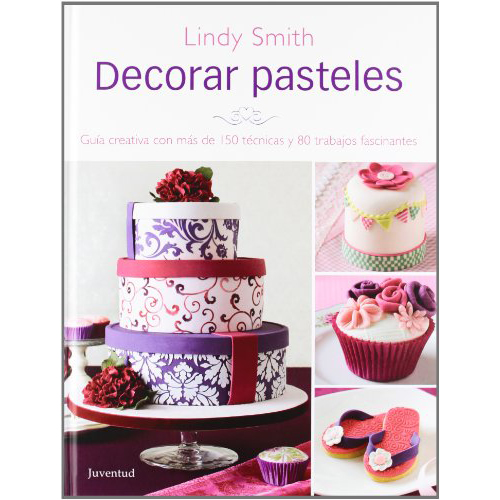 Lindy Smith
Decorar pasteles
Guía creativa con más de 150 técnicas y 80 trabajos fascinantes
Juventud